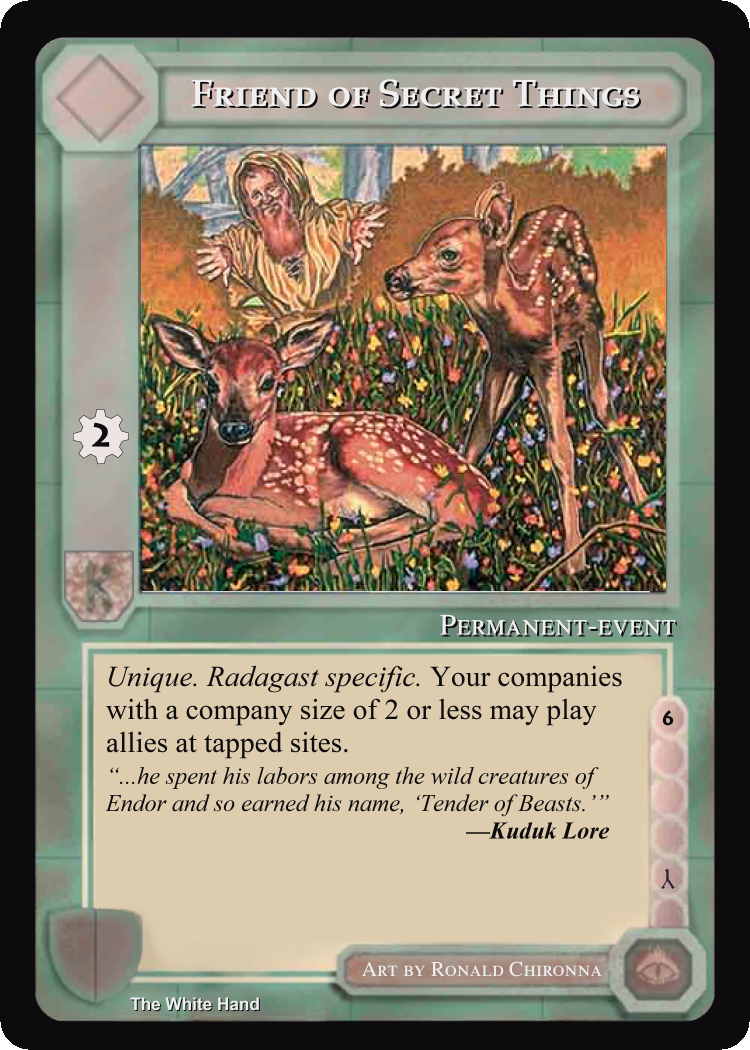 Friend of Secret Things
2
K
Permanent-event
Unique. Radagast specific. Your companies
with a company size of 2 or less may play
allies at tapped sites.
“...he spent his labors among the wild creatures of
Endor and so earned his name, ‘Tender of Beasts.’”
—Kuduk Lore
6
Art by Ronald Chironna
The White Hand